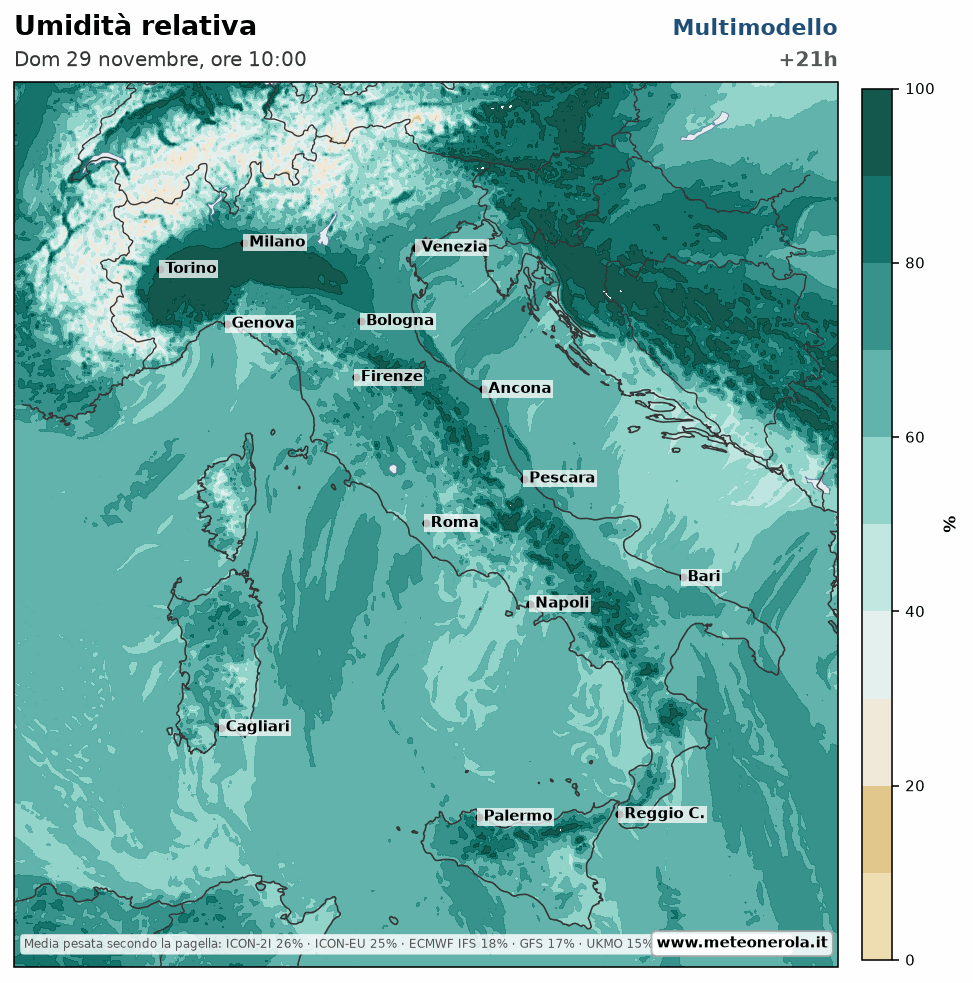 Umidità relativa
Multimodello
Dom 29 novembre, ore 10:00
+21h
100
80
60
40
20
0
%
Milano
Venezia
Torino
Genova
Bologna
Firenze
Ancona
Pescara
Roma
Bari
Napoli
Cagliari
Palermo
Reggio C.
Media pesata secondo la pagella: ICON-2I 26% · ICON-EU 25% · ECMWF IFS 18% · GFS 17% · UKMO 15%
www.meteonerola.it